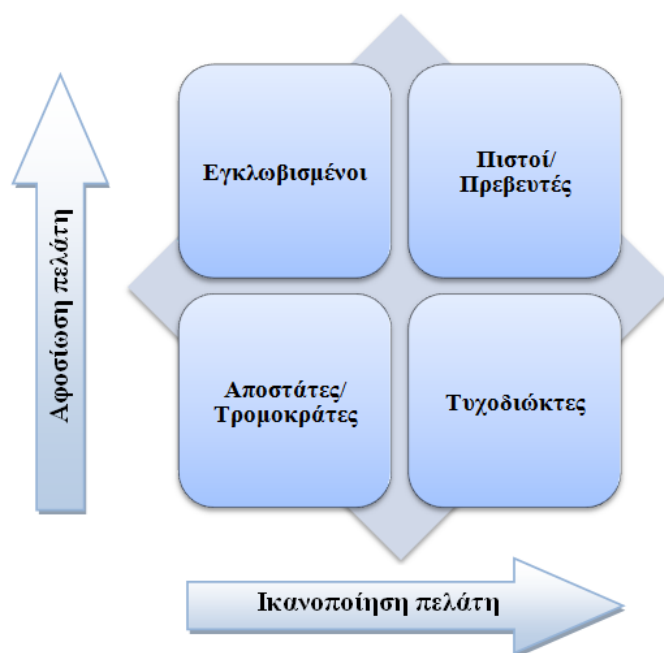 Εγκλωβισμένοι
Πιστοί/
Πρεβευτές
Αφοσίωση πελάτη
Αποστάτες/
Τρομοκράτες
Τυχοδιώκτες
Ικανοποίηση πελάτη